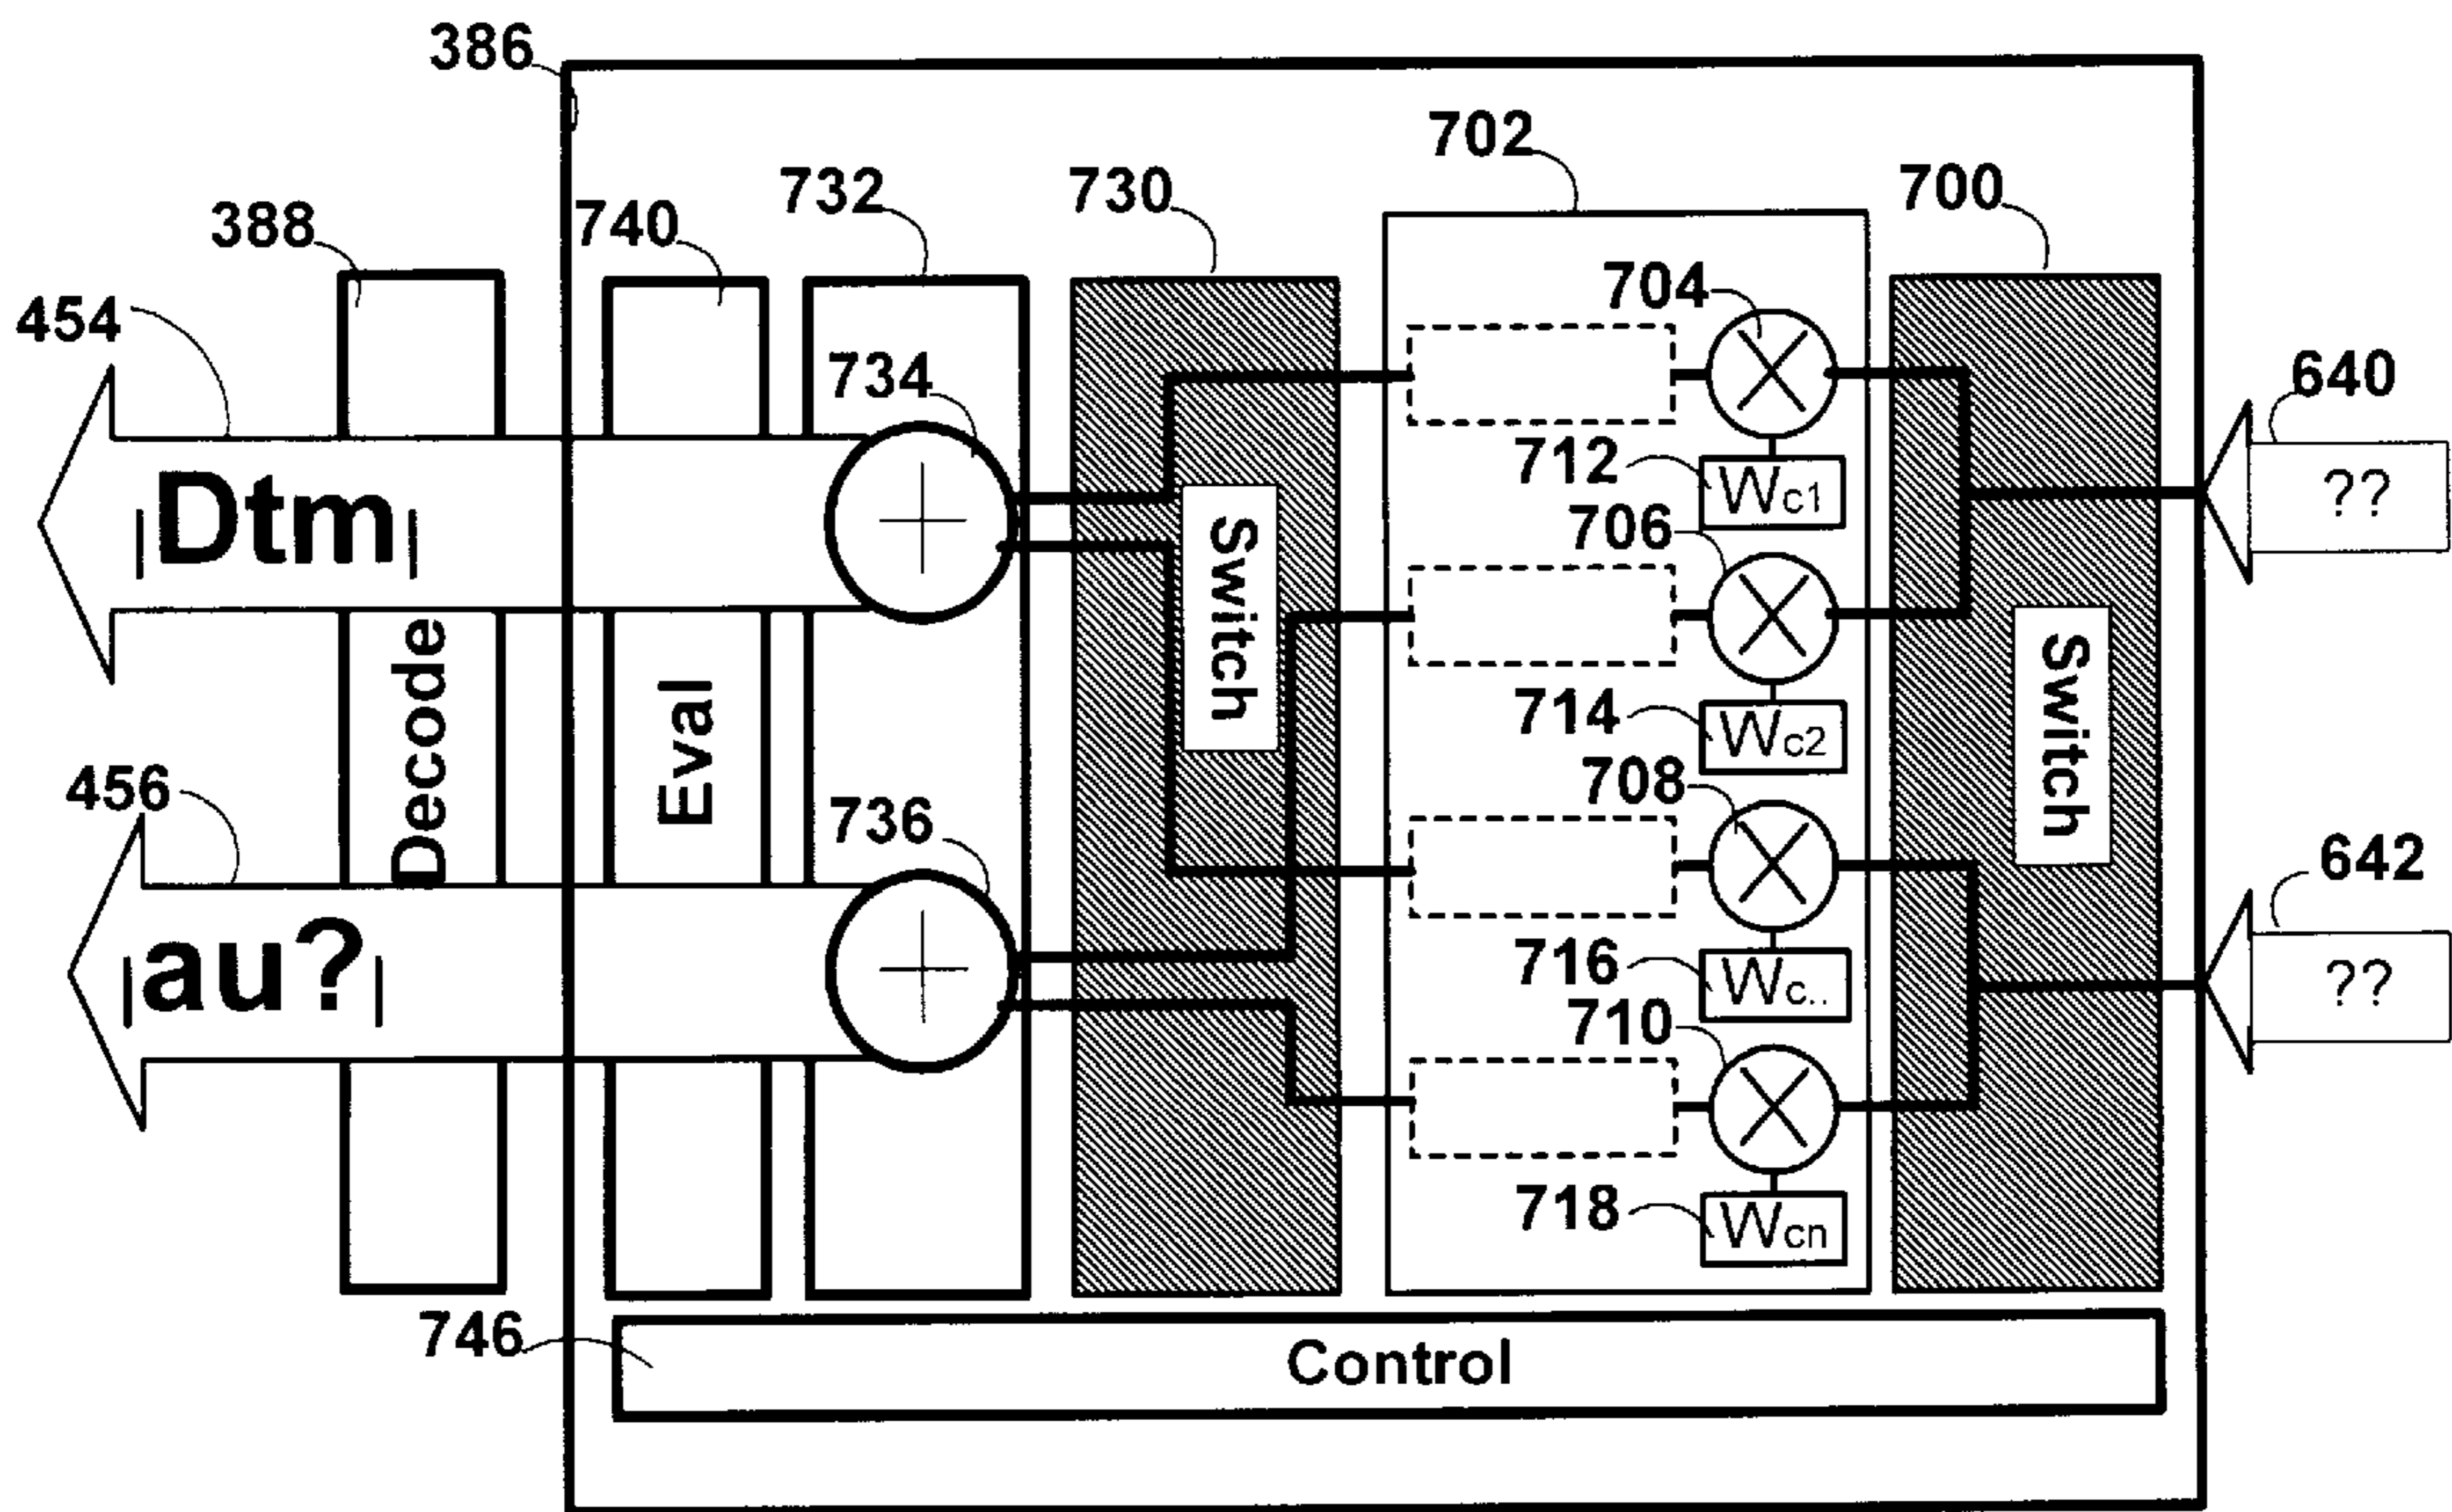 386
702
732
730
700
388
740
704
454
734
640
??
712
Wc1
706
|Dtm|
Switch
Switch
Decode
Eval
714
Wc2
708
456
736
642
??
716
Wc..
|au?|
710
718
Wcn
746
Control